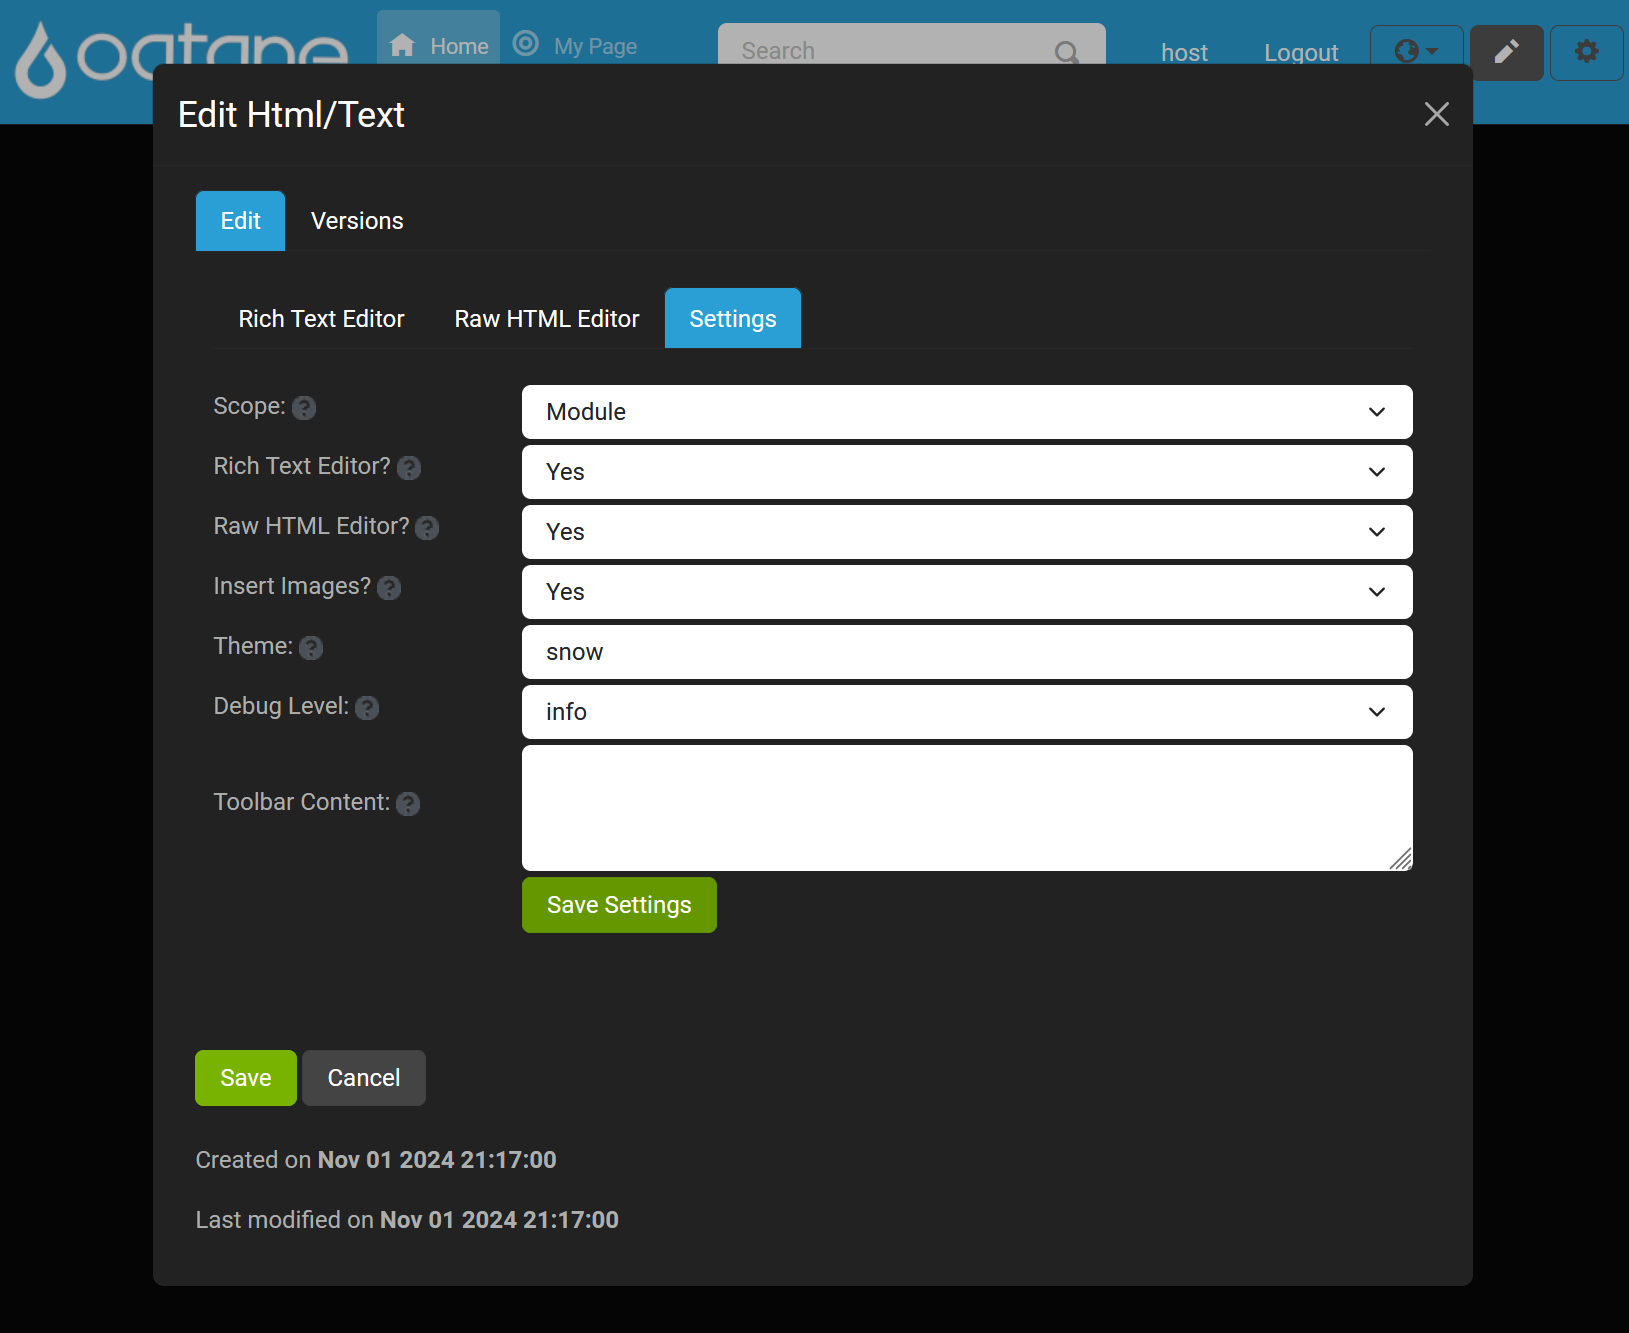 oqtane
Home
My Page
Search
host
Logout
Edit Html/Text
Edit
Versions
Rich Text Editor
Raw HTML Editor
Settings
Scope: ?
Module
Rich Text Editor? ?
Yes
Raw HTML Editor? ?
Yes
Insert Images? ?
Yes
Theme: ?
snow
Debug Level: ?
info
Toolbar Content: ?
Save Settings
Save
Cancel
Created on Nov 01 2024 21:17:00
Last modified on Nov 01 2024 21:17:00